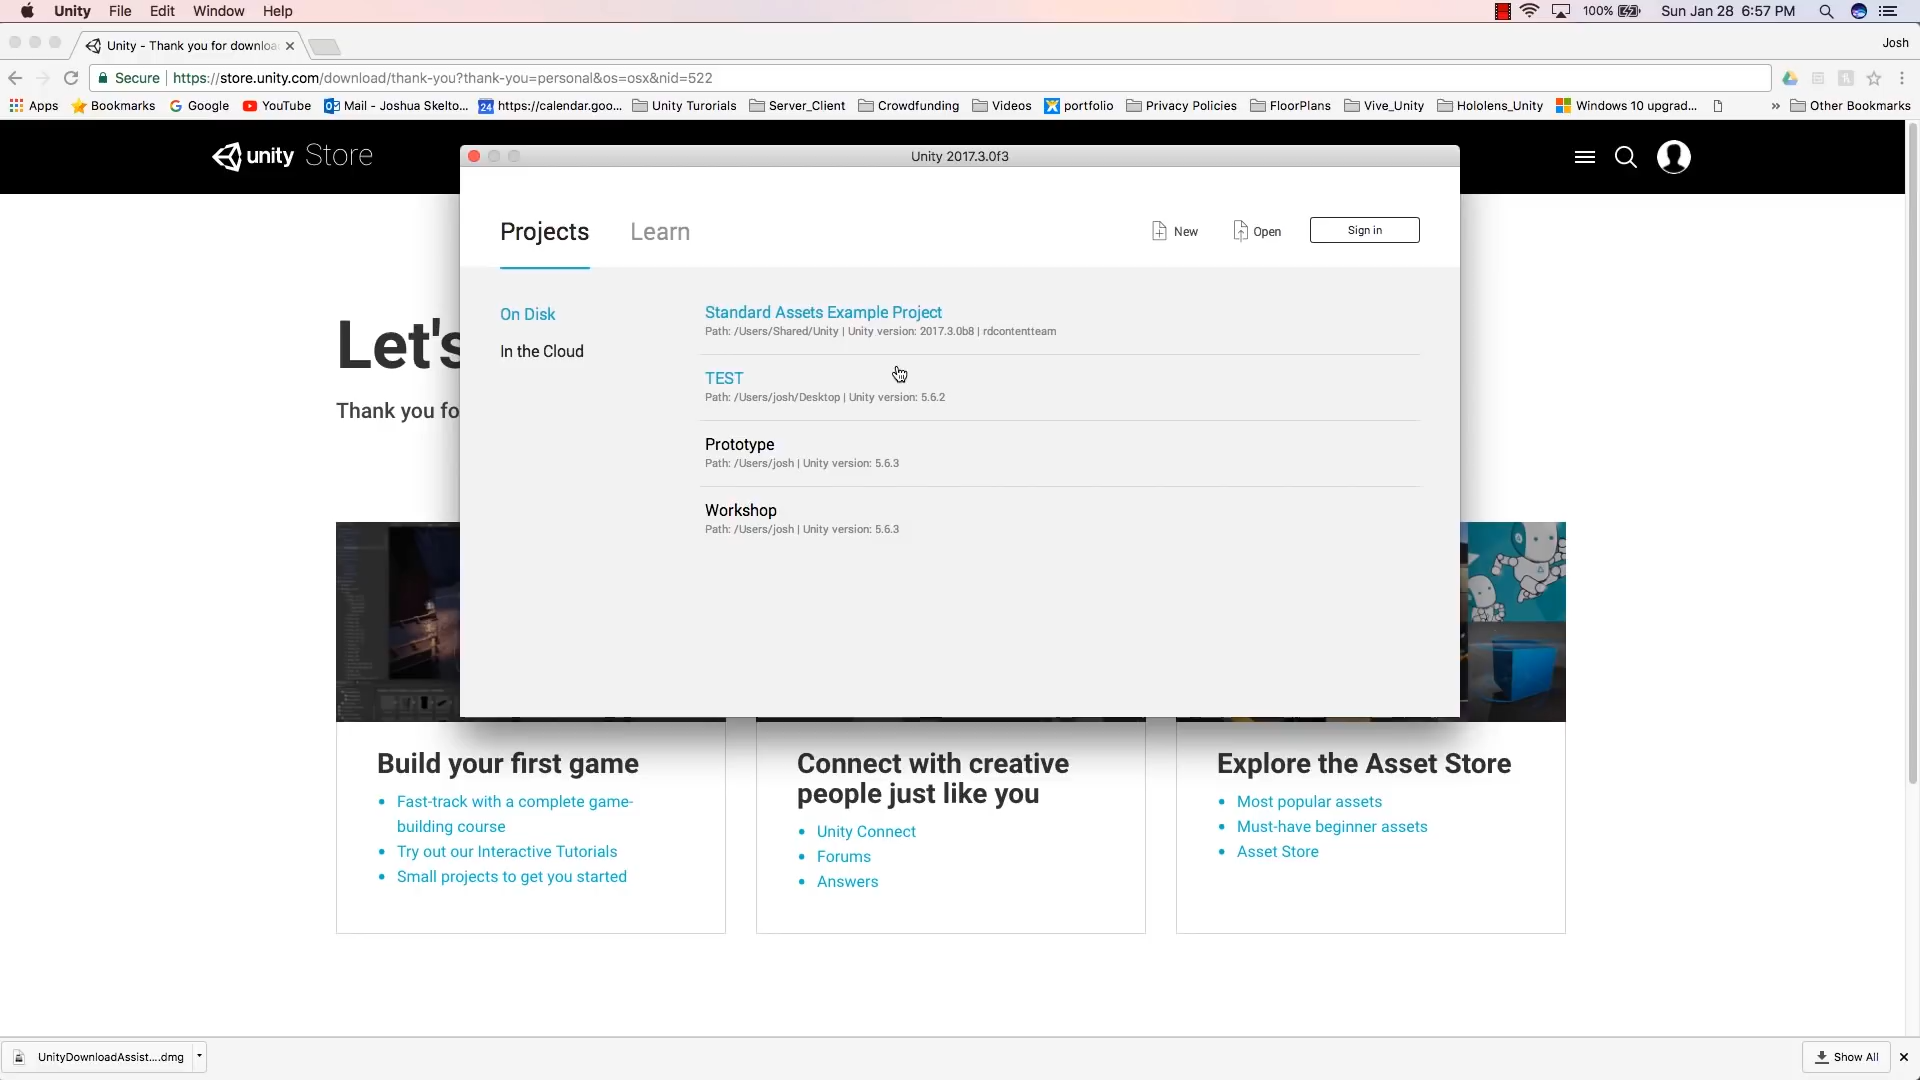 Unity File Edit Window Help
100% Sun Jan 28 6:57 PM
Unity - Thank you for downloa
Josh
Secure https://store.unity.com/download/thank-you?thank-you=personal&os=osx&nid=522
Apps Bookmarks Google YouTube Mail - Joshua Skelto... 24 https://calendar.goo... Unity Turorials Server_Client Crowdfunding Videos portfolio Privacy Policies FloorPlans Vive_Unity Hololens_Unity Windows 10 upgrad... » Other Bookmarks
unity Store
Unity 2017.3.0f3
Projects Learn New Open Sign in
On Disk
In the Cloud
Standard Assets Example Project
Path: /Users/Shared/Unity | Unity version: 2017.3.0b8 | rdcontentteam
TEST
Path: /Users/josh/Desktop | Unity version: 5.6.2
Prototype
Path: /Users/josh | Unity version: 5.6.3
Workshop
Path: /Users/josh | Unity version: 5.6.3
Let's
Thank you fo
Build your first game
• Fast-track with a complete game-
building course
• Try out our Interactive Tutorials
• Small projects to get you started
Connect with creative
people just like you
• Unity Connect
• Forums
• Answers
Explore the Asset Store
• Most popular assets
• Must-have beginner assets
• Asset Store
UnityDownloadAssist....dmg
Show All